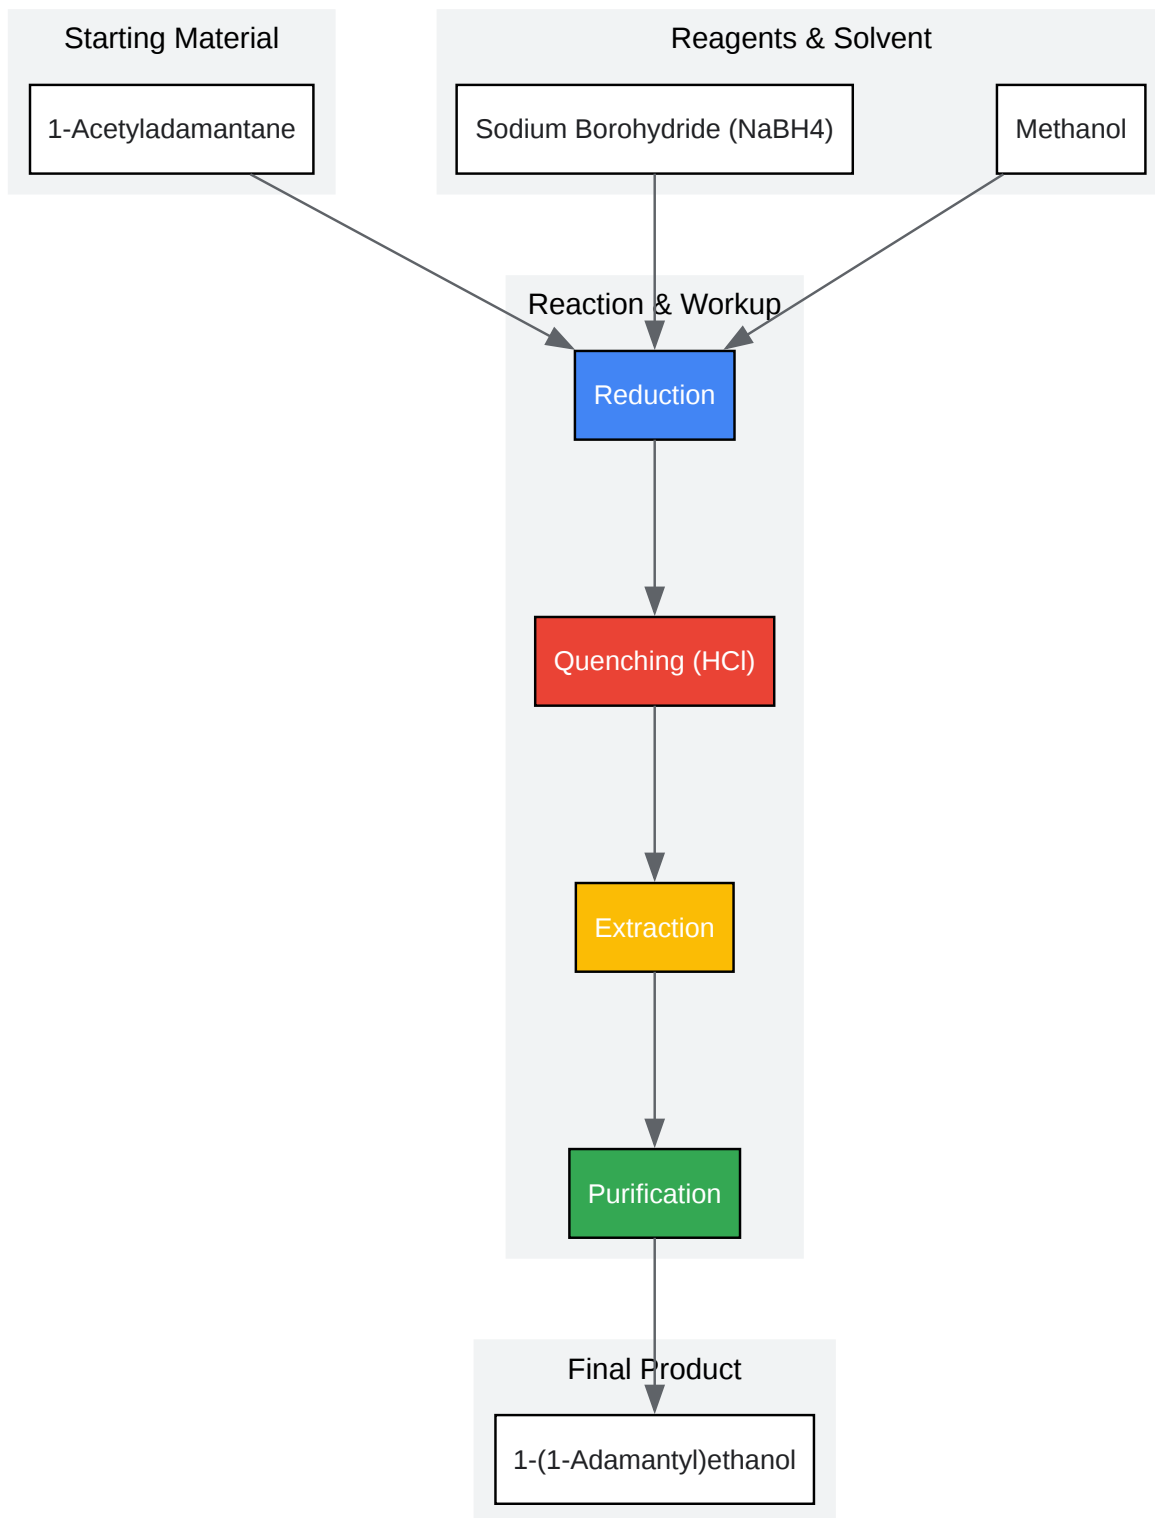 Starting Material
Reagents & Solvent
1-Acetyladamantane
Sodium Borohydride (NaBH4)
Methanol
Reaction & Workup
Reduction
Quenching (HCl)
Extraction
Purification
Final Product
1-(1-Adamantyl)ethanol